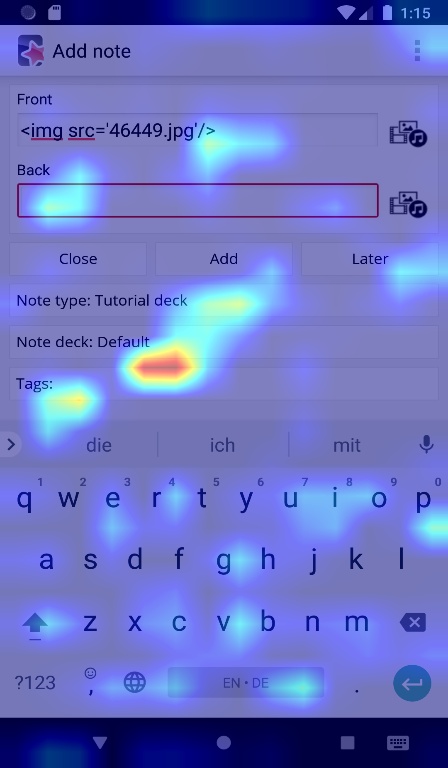 1:15
Add note
Front
<img src='46449.jpg'/>
Back
Close Add Later
Note type: Tutorial deck
Note deck: Default
Tags:
die ich mit
1 2 3 4 5 6 7 8 9 0
q w e r t y u i o p
a s d f g h j k l
z x c v b n m
?123 , EN • DE .